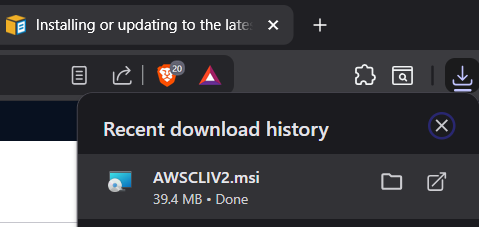 Installing or updating to the late
20
Recent download history
AWSCLIV2.msi
39.4 MB • Done